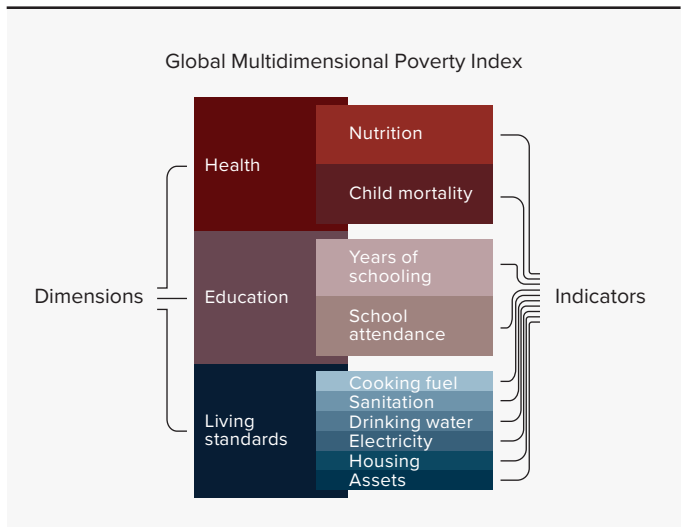 Global Multidimensional Poverty Index
Dimensions
Health
Nutrition
Child mortality
Education
Years of
schooling
School
attendance
Living
standards
Cooking fuel
Sanitation
Drinking water
Electricity
Housing
Assets
Indicators